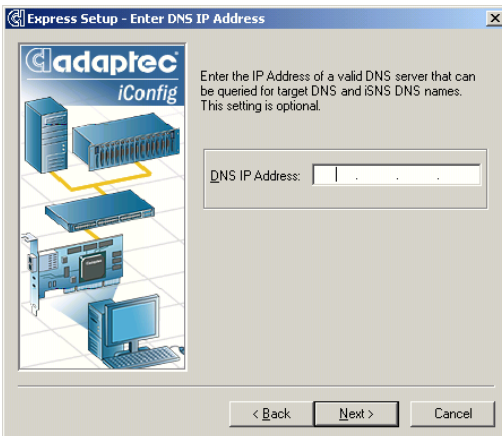 Express Setup - Enter DNS IP Address
adaptec
iConfig
Enter the IP Address of a valid DNS server that can
be queried for target DNS and iSNS DNS names.
This setting is optional.
DNS IP Address: . . .
< Back
Next >
Cancel